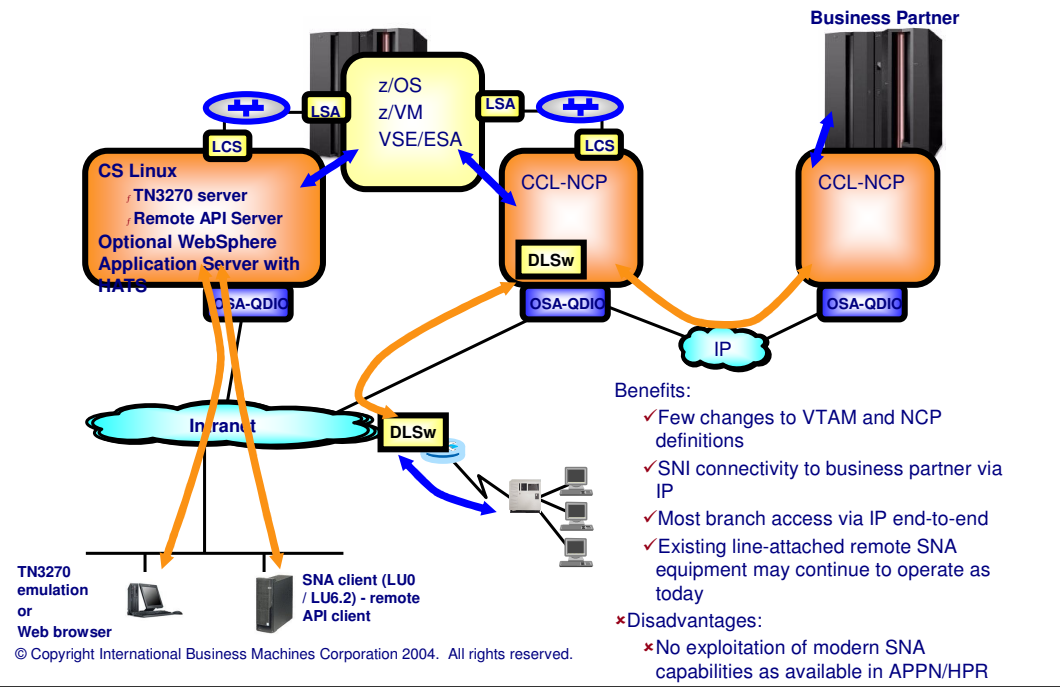 Business Partner
z/OS
z/VM
VSE/ESA
LSA
LSA
LCS
LCS
CS Linux
ƒ TN3270 server
ƒ Remote API Server
Optional WebSphere
Application Server with
HATS
CCL-NCP
DLSw
CCL-NCP
OSA-QDIO
OSA-QDIO
OSA-QDIO
IP
Intranet
DLSw
Benefits:
✓Few changes to VTAM and NCP
definitions
✓SNI connectivity to business partner via
IP
✓Most branch access via IP end-to-end
✓Existing line-attached remote SNA
equipment may continue to operate as
today
×Disadvantages:
×No exploitation of modern SNA
capabilities as available in APPN/HPR
TN3270
emulation
or
Web browser
SNA client (LU0
/ LU6.2) - remote
API client
© Copyright International Business Machines Corporation 2004. All rights reserved.